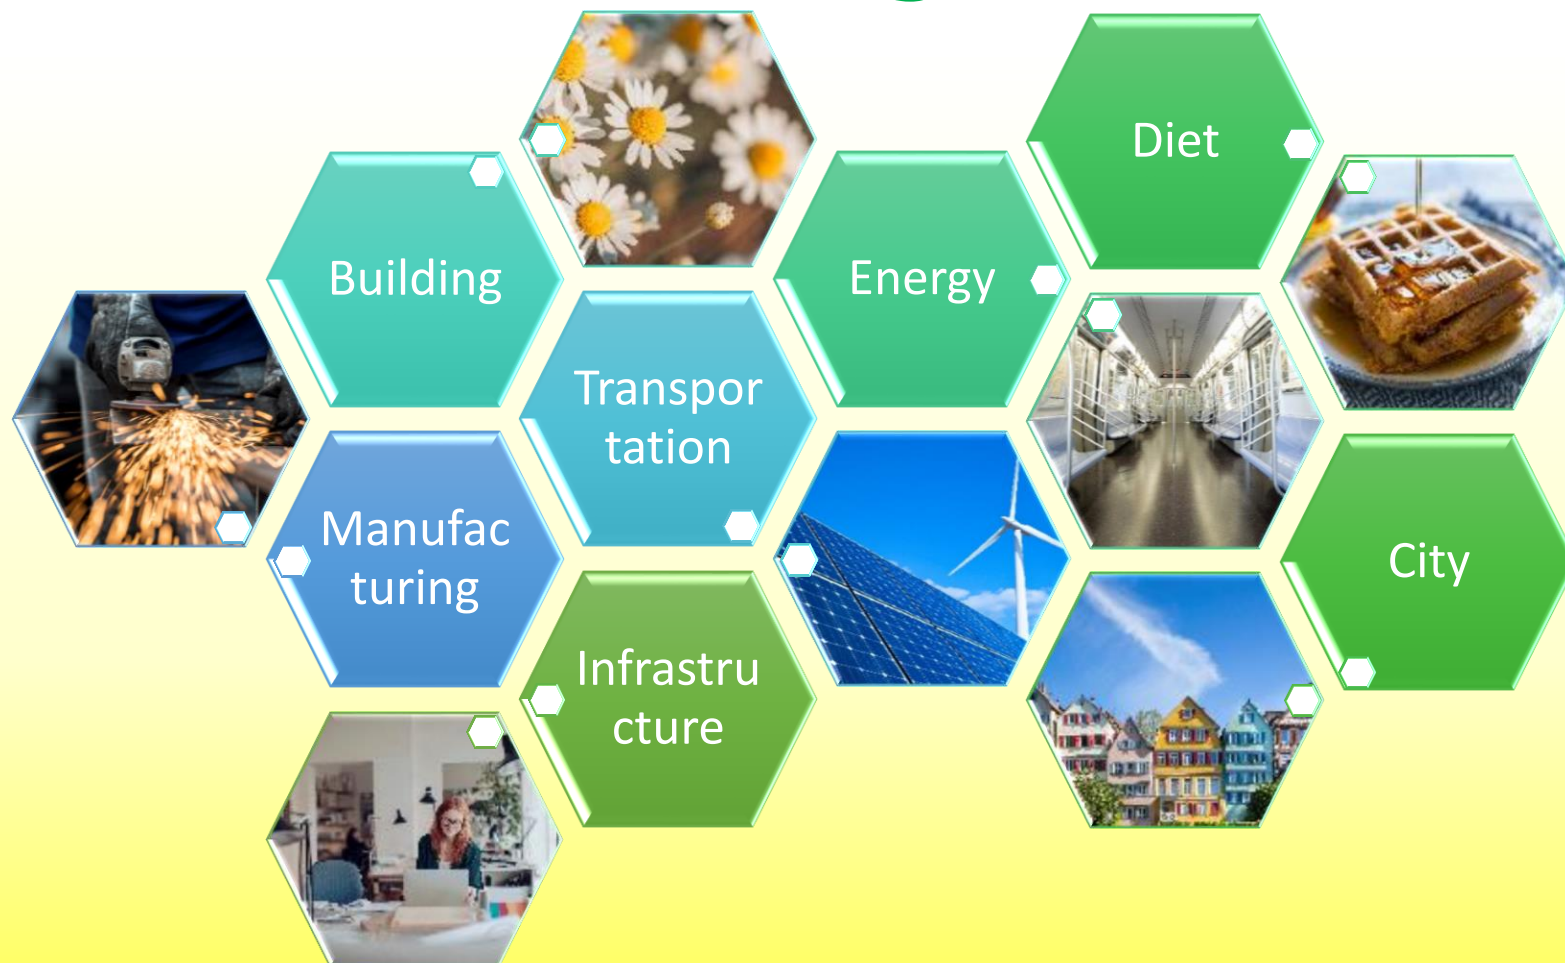 Diet
Building
Energy
Transpor
tation
Manufac
turing
City
Infrastru
cture